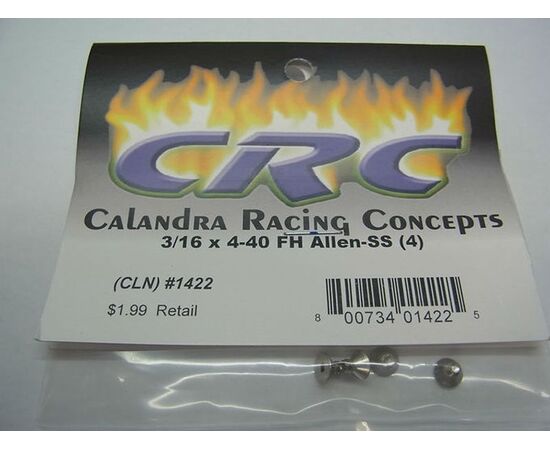 CRC
Calandra Racing Concepts
3/16 x 4-40 FH Allen-SS (4)
(CLN) #1422
$1.99 Retail
8 00734 01422 5